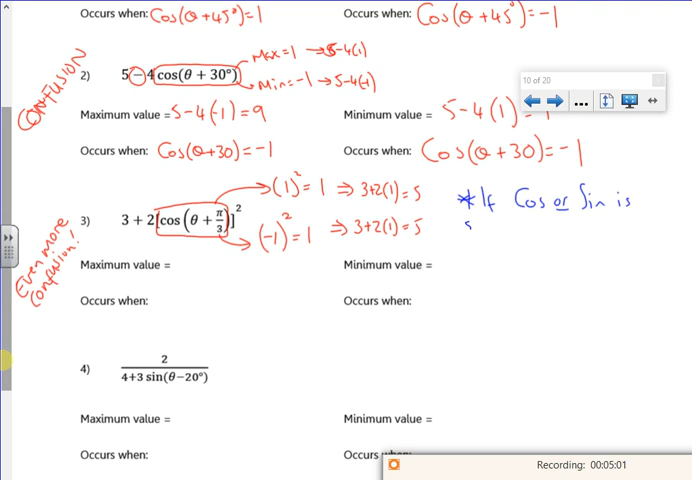 Occurs when: Cos(θ+45°)=1
Occurs when: Cos(θ+45°)=-1
CONFUSION
2) 5 − 4 cos(θ + 30°)
Max=1 → 5-4(1)
Min=-1 → 5-4(-1)
Maximum value = 5-4(-1)=9
Minimum value = 5-4(1)=1
Occurs when: Cos(θ+30)=-1
Occurs when: Cos(θ+30)=-1
10 of 20
Even more confusion!
3) 3 + 2[cos(θ + π/3)]²
(1)²=1 ⇒ 3+2(1)=5
(-1)²=1 ⇒ 3+2(1)=5
*If Cos or Sin is
s
Maximum value =
Minimum value =
Occurs when:
Occurs when:
4) 2/(4+3 sin(θ−20°))
Maximum value =
Minimum value =
Occurs when:
Occurs when:
Recording: 00:05:01